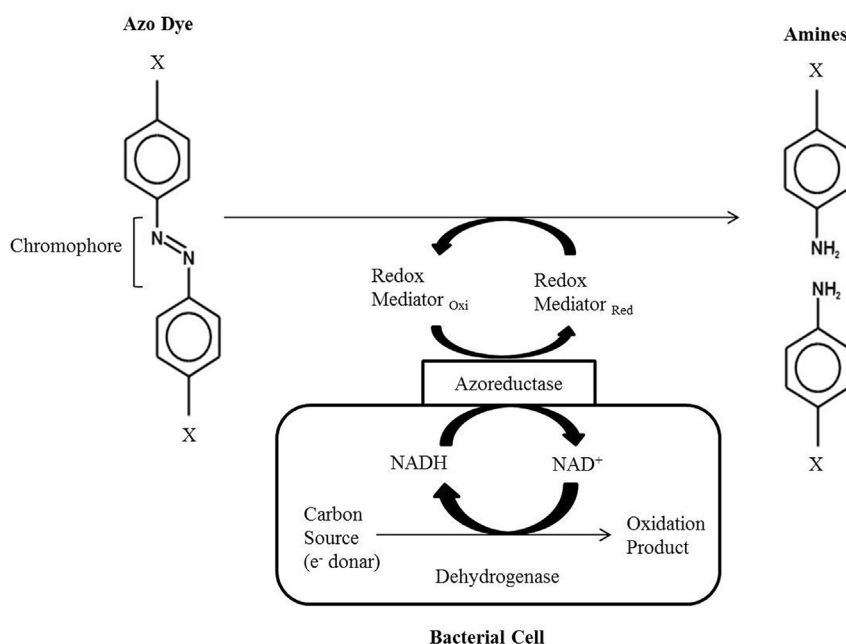 Azo Dye
Amines
X
X
Chromophore
N
N
NH₂
NH₂
Redox
Mediator Oxi
Redox
Mediator Red
Azoreductase
X
X
NADH
NAD⁺
Carbon
Source
(e⁻ donar)
Oxidation
Product
Dehydrogenase
Bacterial Cell